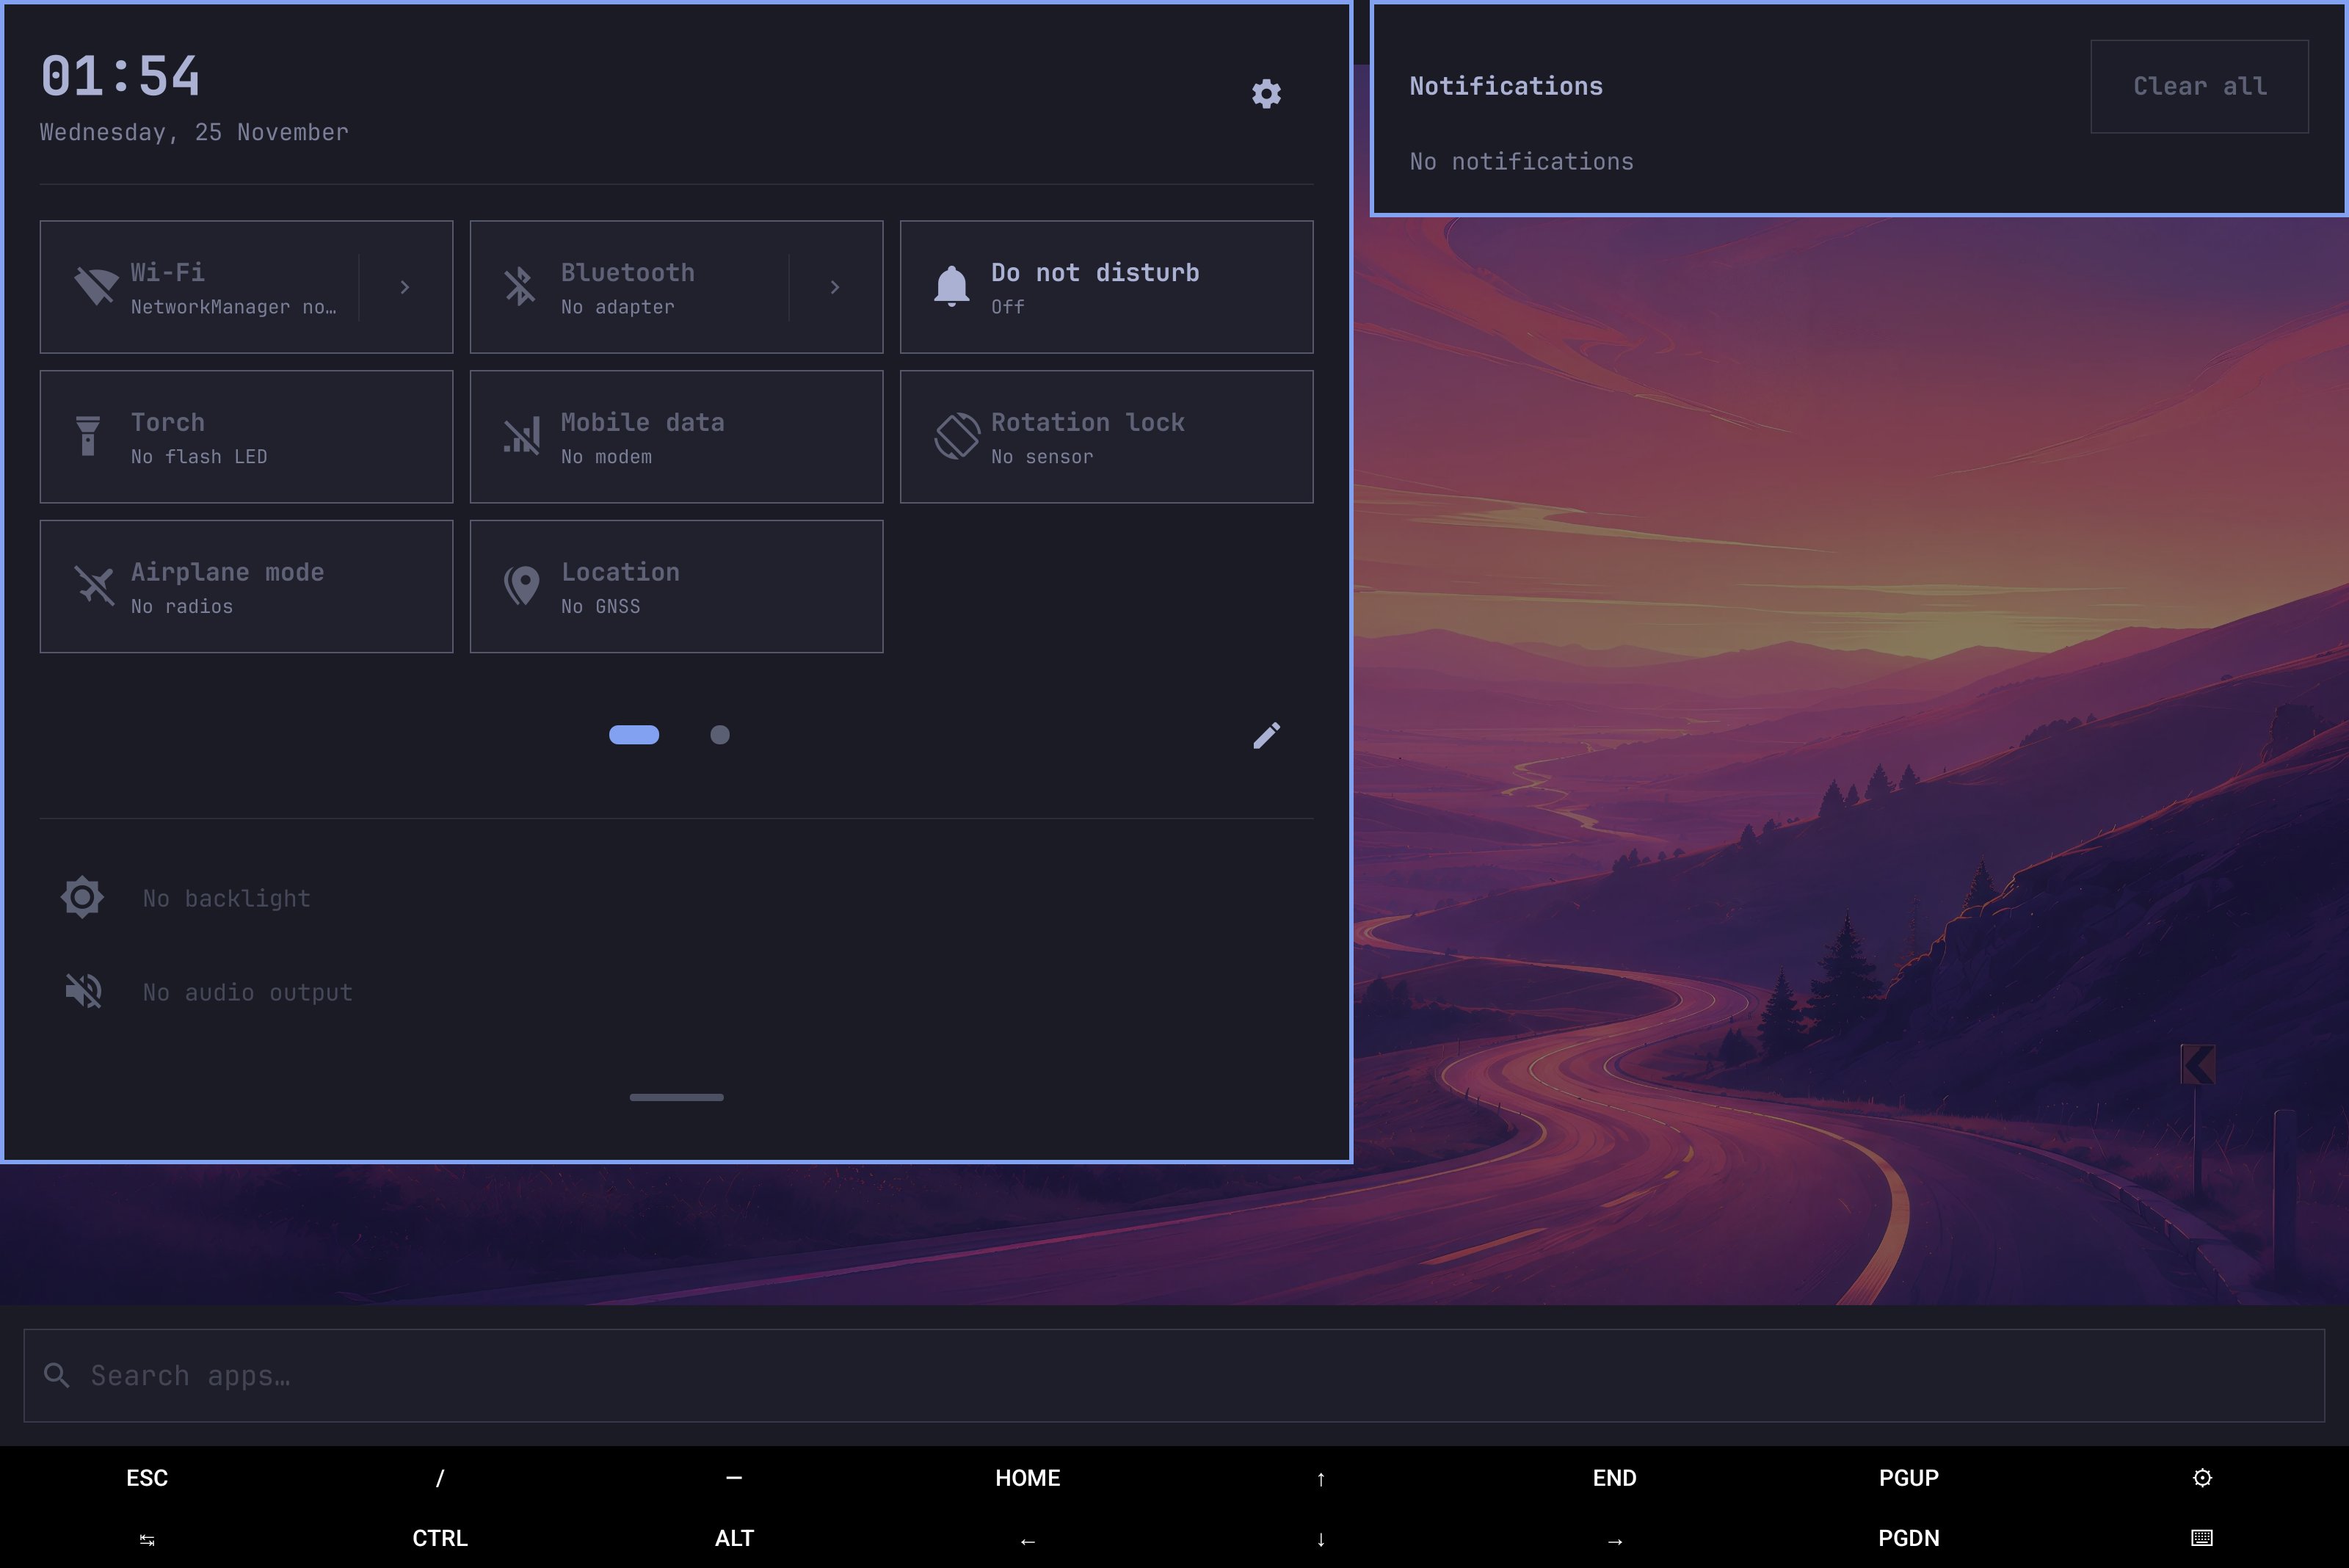 01:54
Wednesday, 25 November
Notifications
Clear all
No notifications
Wi-Fi
NetworkManager no…
Bluetooth
No adapter
Do not disturb
Off
Torch
No flash LED
Mobile data
No modem
Rotation lock
No sensor
Airplane mode
No radios
Location
No GNSS
No backlight
No audio output
Search apps…
ESC / — HOME ↑ END PGUP
CTRL ALT ← ↓ → PGDN